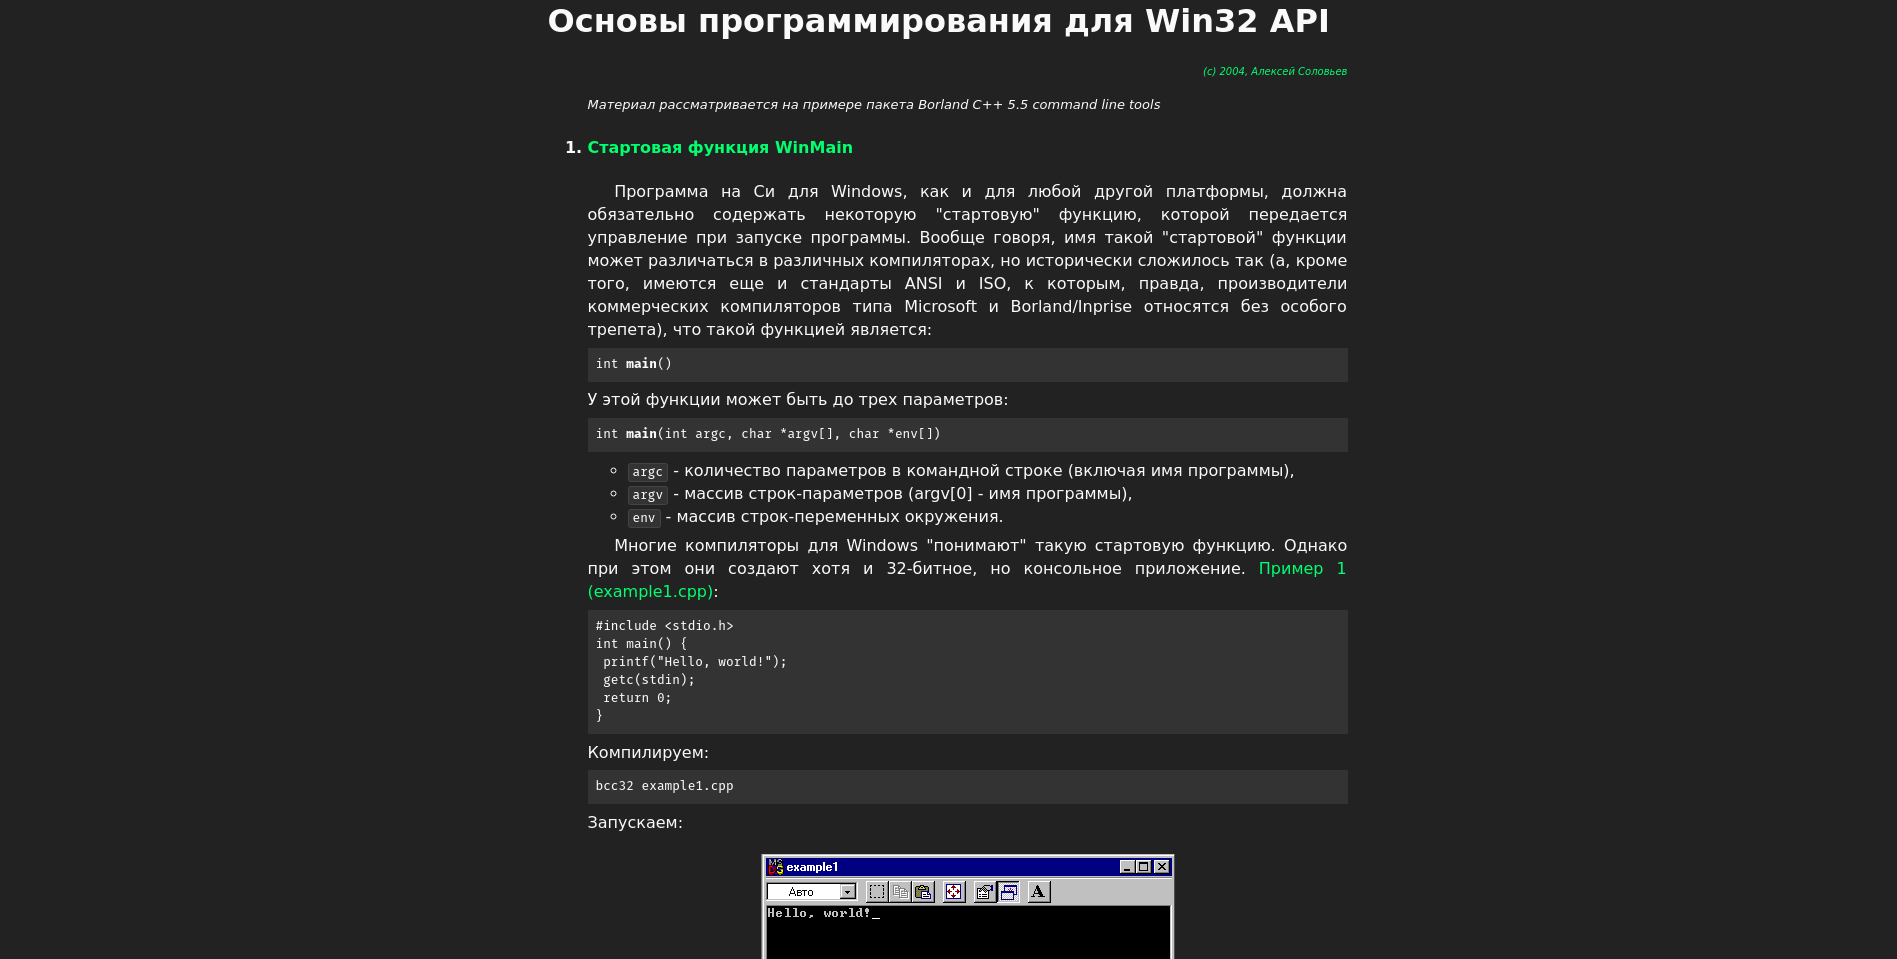 Основы программирования для Win32 API
(c) 2004, Алексей Соловьев
Материал рассматривается на примере пакета Borland C++ 5.5 command line tools
1. Стартовая функция WinMain
Программа на Си для Windows, как и для любой другой платформы, должна
обязательно содержать некоторую "стартовую" функцию, которой передается
управление при запуске программы. Вообще говоря, имя такой "стартовой" функции
может различаться в различных компиляторах, но исторически сложилось так (а, кроме
того, имеются еще и стандарты ANSI и ISO, к которым, правда, производители
коммерческих компиляторов типа Microsoft и Borland/Inprise относятся без особого
трепета), что такой функцией является:
int main()
У этой функции может быть до трех параметров:
int main(int argc, char *argv[], char *env[])
argc - количество параметров в командной строке (включая имя программы),
argv - массив строк-параметров (argv[0] - имя программы),
env - массив строк-переменных окружения.
Многие компиляторы для Windows "понимают" такую стартовую функцию. Однако
при этом они создают хотя и 32-битное, но консольное приложение. Пример 1
(example1.cpp):
#include <stdio.h>
int main() {
 printf("Hello, world!");
 getc(stdin);
 return 0;
}
Компилируем:
bcc32 example1.cpp
Запускаем:
example1
Авто
A
Hello, world!_